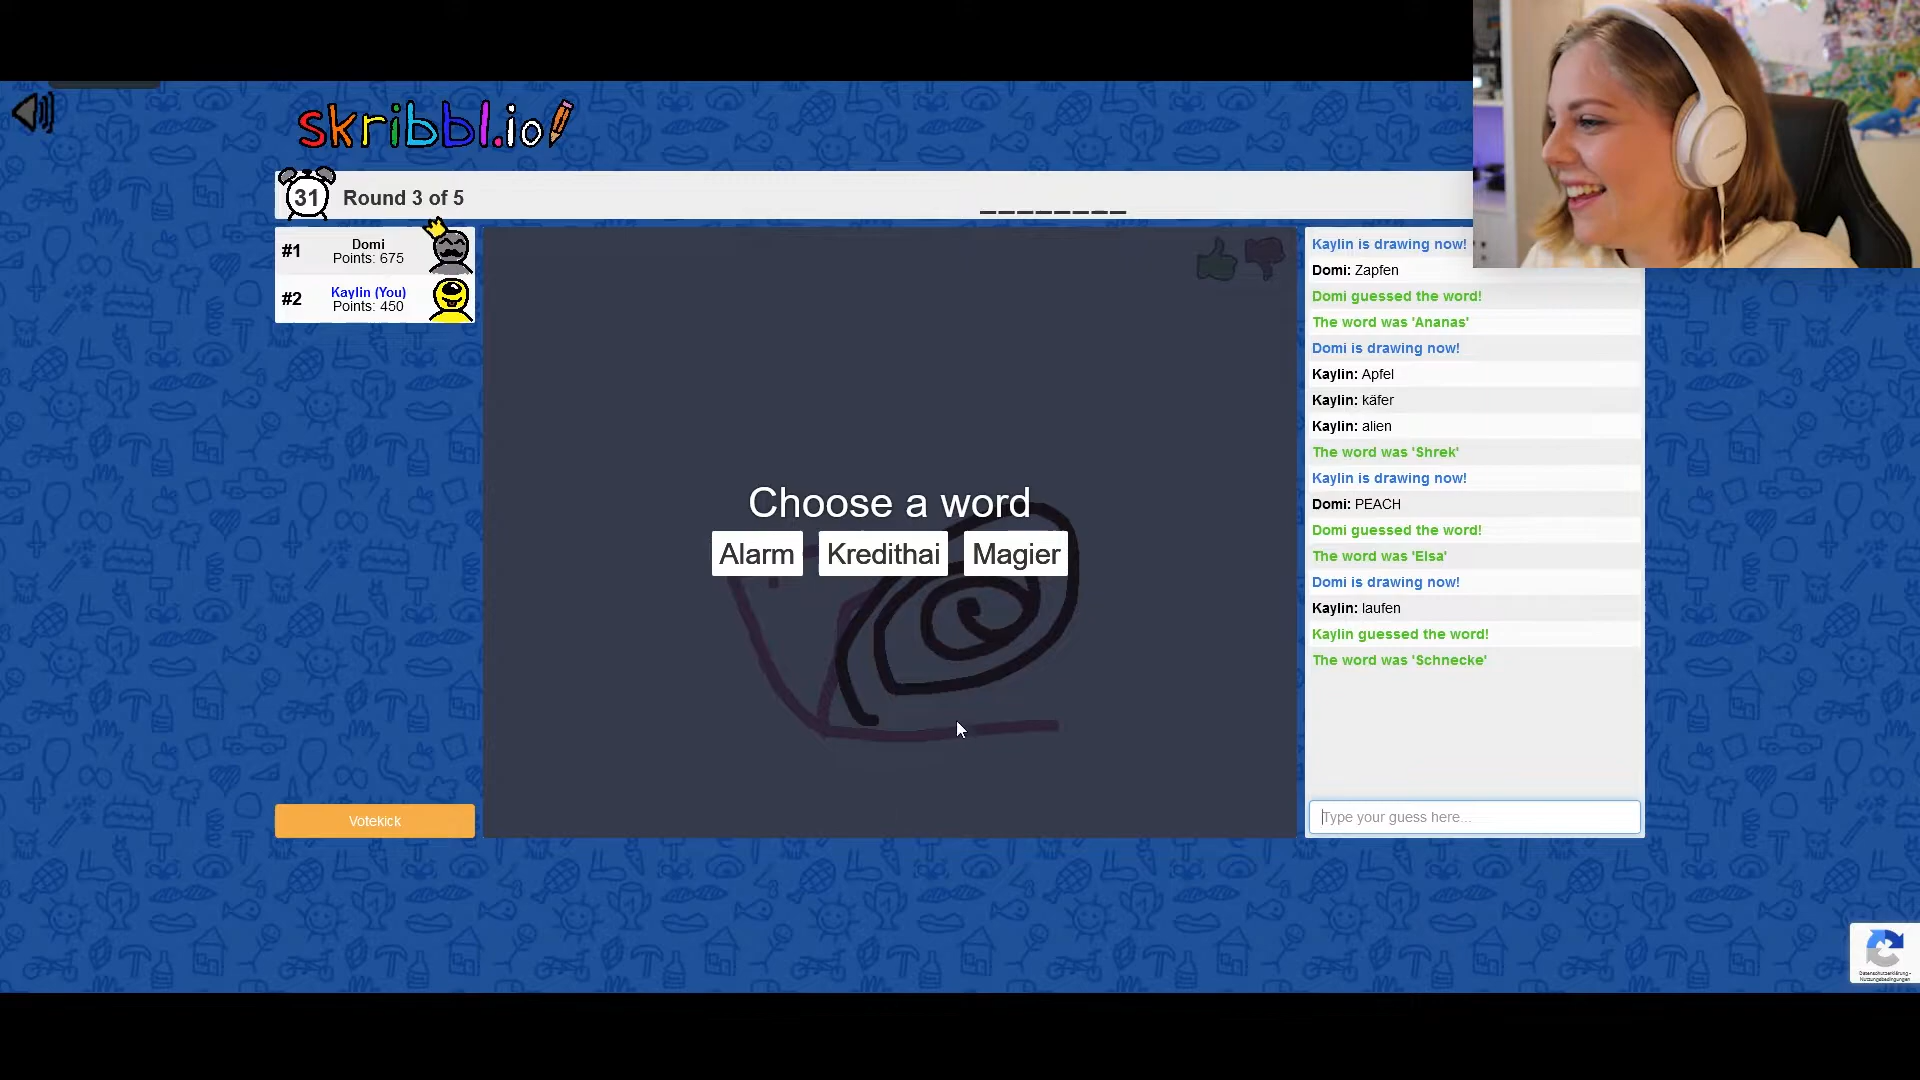 skribbl.io
31
Round 3 of 5
________
#1
Domi
Points: 675
#2
Kaylin (You)
Points: 450
Choose a word
Alarm
Kredithai
Magier
Votekick
Kaylin is drawing now!
Domi: Zapfen
Domi guessed the word!
The word was 'Ananas'
Domi is drawing now!
Kaylin: Apfel
Kaylin: käfer
Kaylin: alien
The word was 'Shrek'
Kaylin is drawing now!
Domi: PEACH
Domi guessed the word!
The word was 'Elsa'
Domi is drawing now!
Kaylin: laufen
Kaylin guessed the word!
The word was 'Schnecke'
Type your guess here...
Datenschutzerklärung -
Nutzungsbedingungen